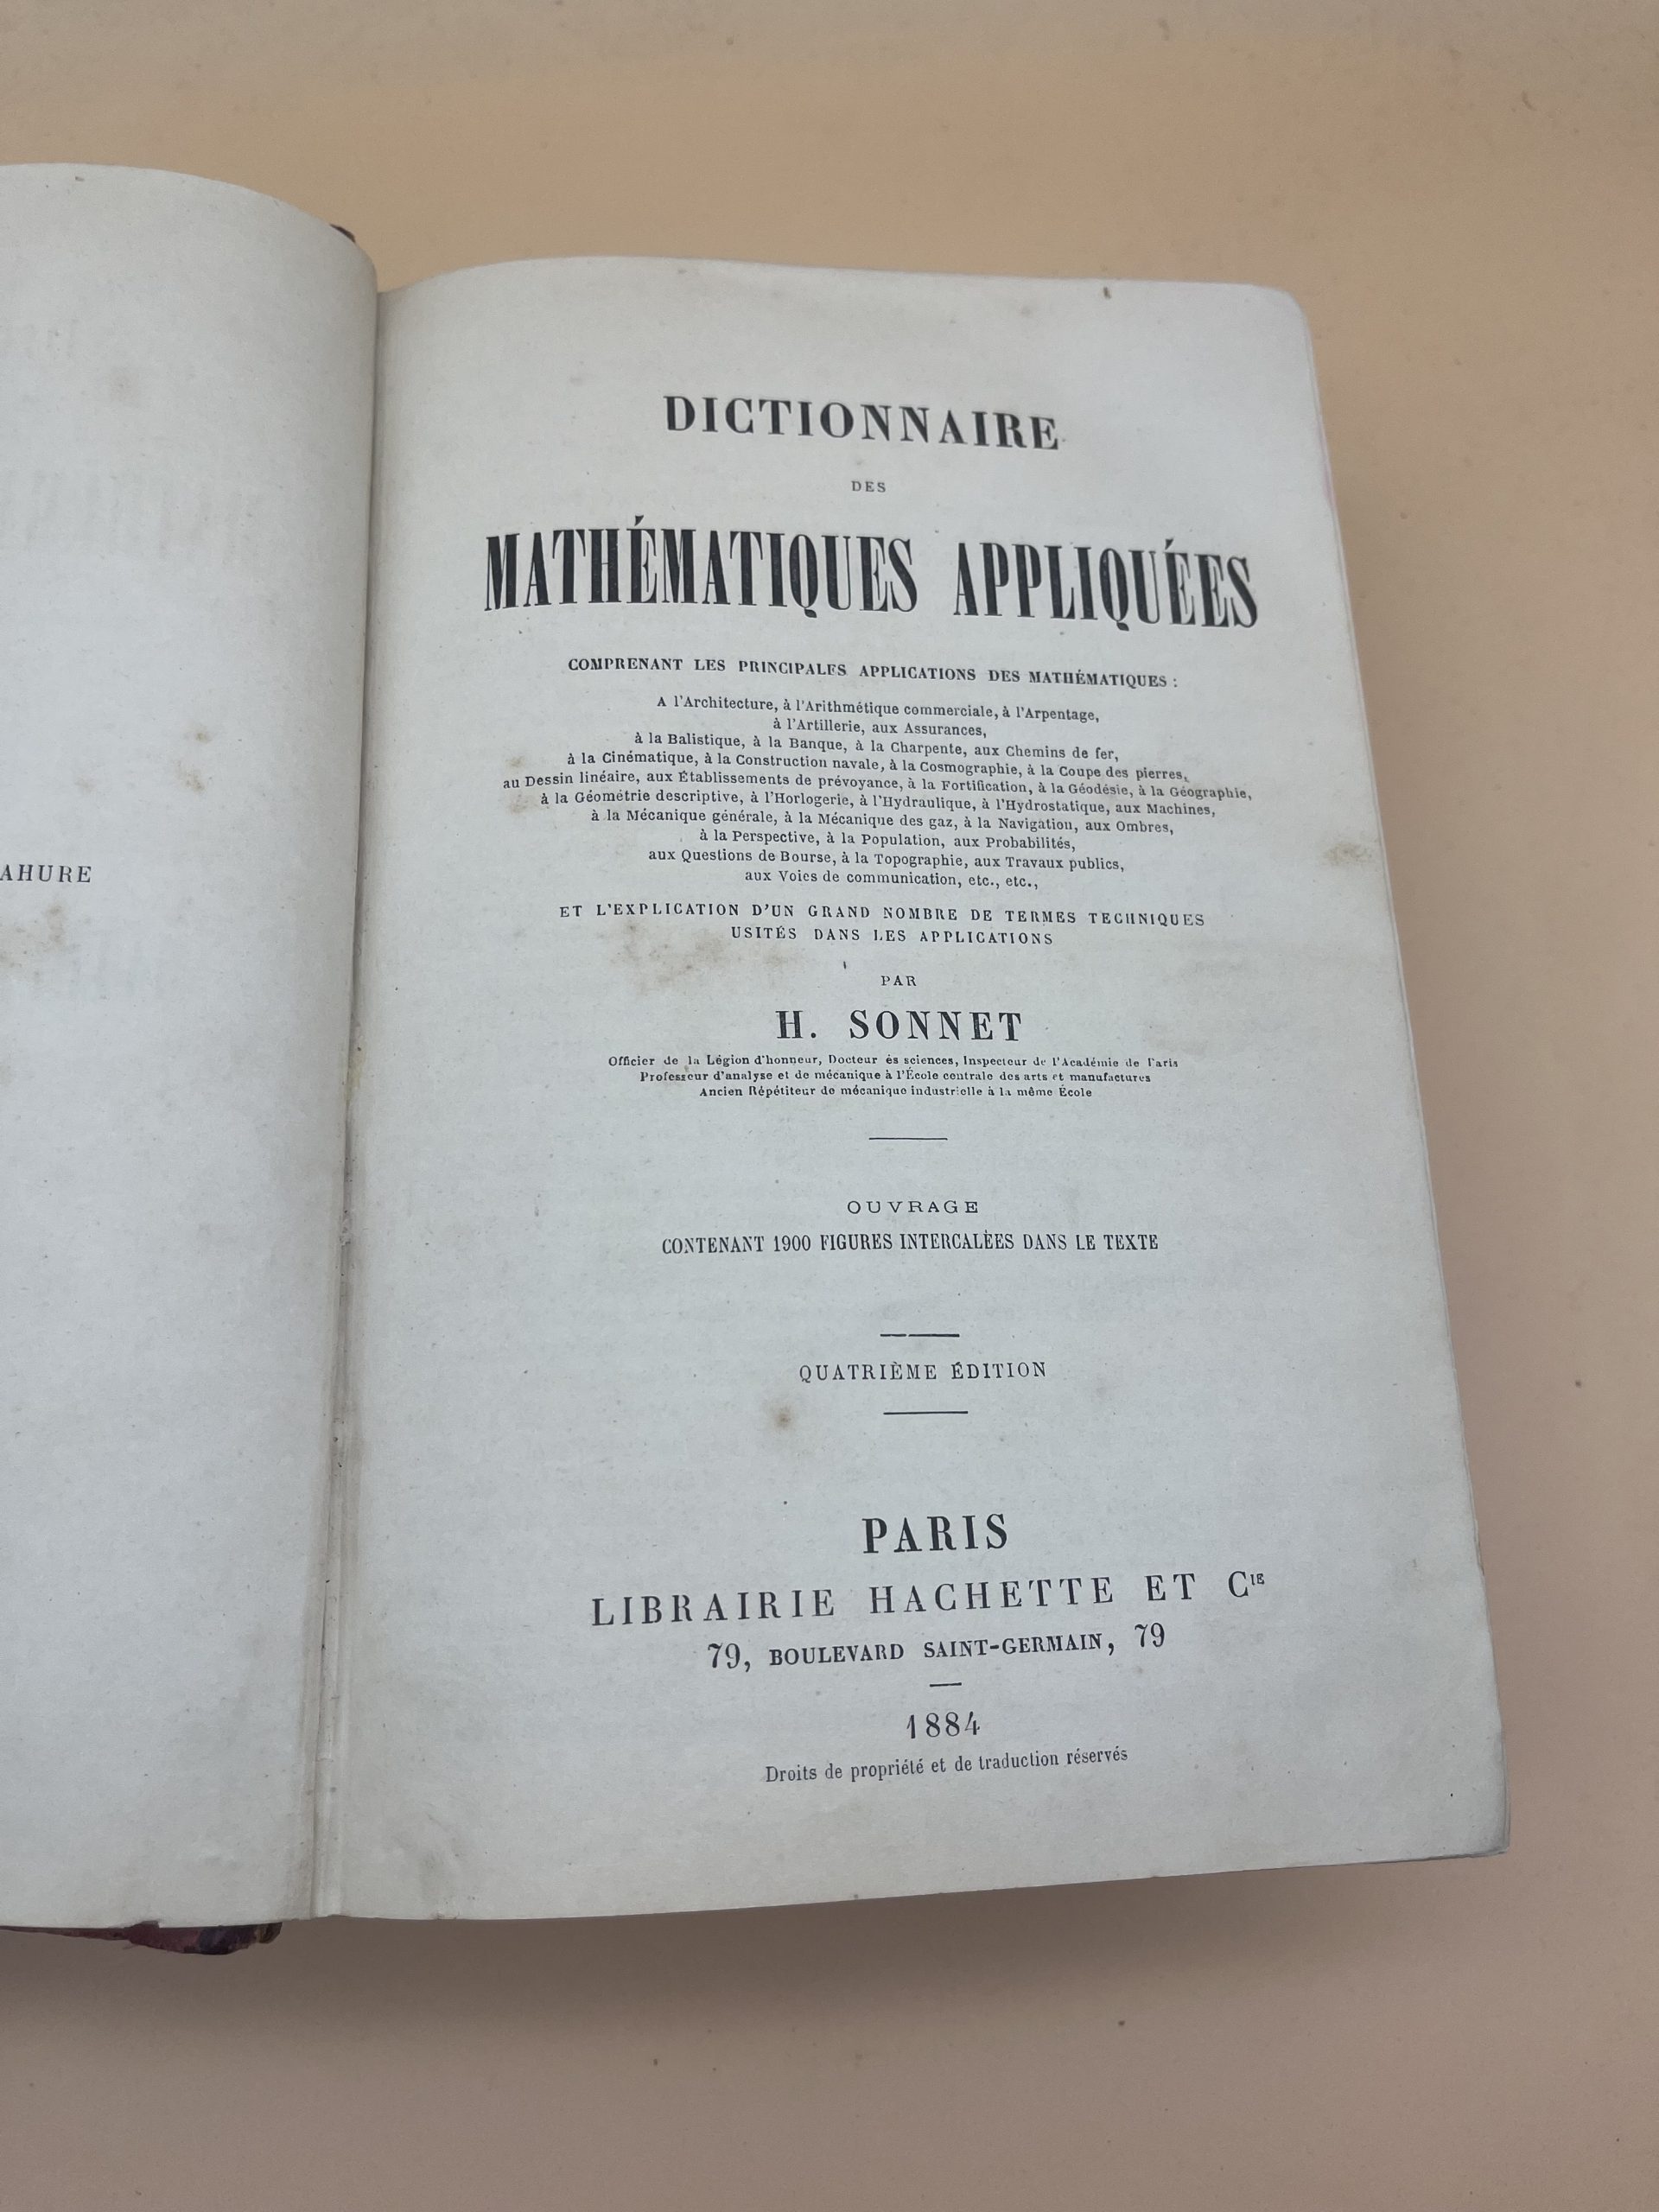 AHURE
DICTIONNAIRE
DES
MATHÉMATIQUES APPLIQUÉES
COMPRENANT LES PRINCIPALES APPLICATIONS DES MATHÉMATIQUES :
A l'Architecture, à l'Arithmétique commerciale, à l'Arpentage,
à l'Artillerie, aux Assurances,
à la Balistique, à la Banque, à la Charpente, aux Chemins de fer,
à la Cinématique, à la Construction navale, à la Cosmographie, à la Coupe des pierres,
au Dessin linéaire, aux Établissements de prévoyance, à la Fortification, à la Géodésie, à la Géographie,
à la Géométrie descriptive, à l'Horlogerie, à l'Hydraulique, à l'Hydrostatique, aux Machines,
à la Mécanique générale, à la Mécanique des gaz, à la Navigation, aux Ombres,
à la Perspective, à la Population, aux Probabilités,
aux Questions de Bourse, à la Topographie, aux Travaux publics,
aux Voies de communication, etc., etc.,
ET L'EXPLICATION D'UN GRAND NOMBRE DE TERMES TECHNIQUES
USITÉS DANS LES APPLICATIONS
PAR
H. SONNET
Officier de la Légion d'honneur, Docteur ès sciences, Inspecteur de l'Académie de Paris
Professeur d'analyse et de mécanique à l'École centrale des arts et manufactures
Ancien Répétiteur de mécanique industrielle à la même École
OUVRAGE
CONTENANT 1900 FIGURES INTERCALÈES DANS LE TEXTE
QUATRIÈME ÉDITION
PARIS
LIBRAIRIE HACHETTE ET CIE
79, BOULEVARD SAINT-GERMAIN, 79
1884
Droits de propriété et de traduction réservés